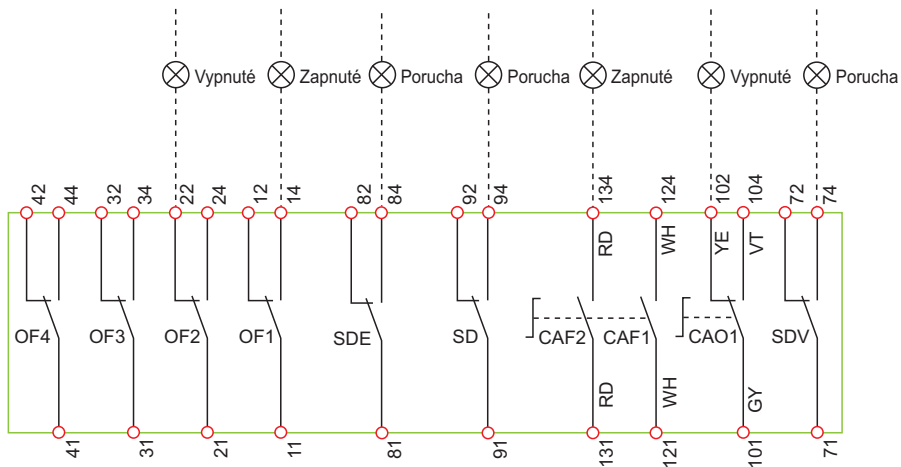 Vypnuté Zapnuté Porucha Porucha Zapnuté Vypnuté Porucha
42 44 32 34 22 24 12 14 82 84 92 94 134 124 102 104 72 74
RD WH YE VT
OF4 OF3 OF2 OF1 SDE SD CAF2 CAF1 CAO1 SDV
RD WH GY
41 31 21 11 81 91 131 121 101 71